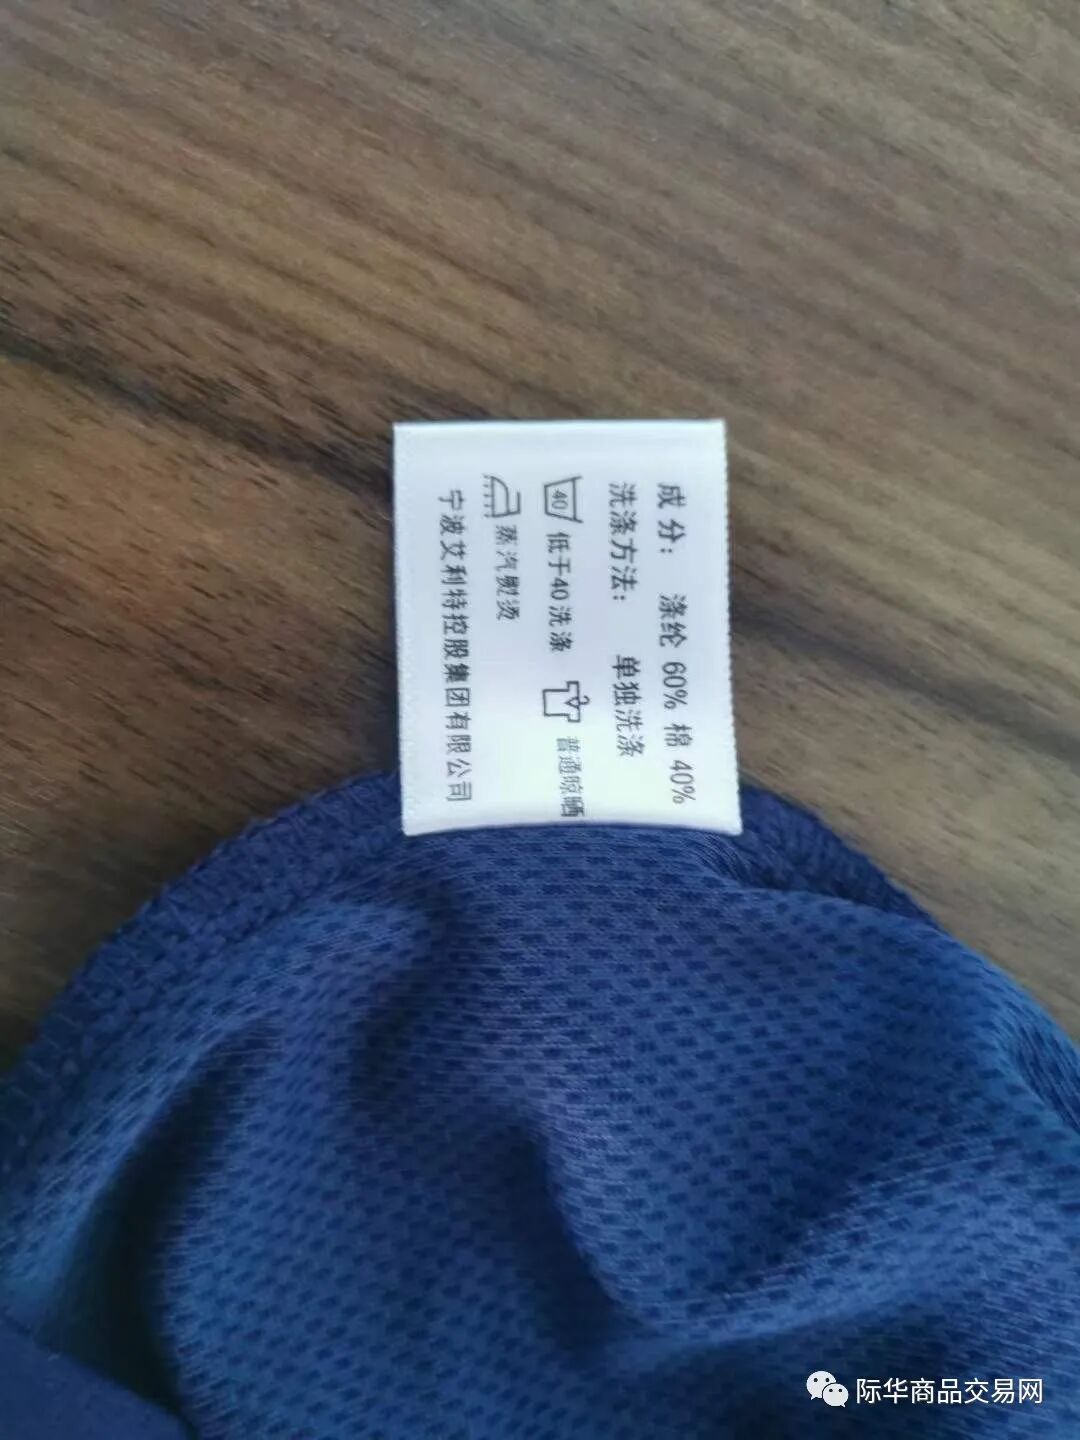 成分： 涤纶 60% 棉 40%
洗涤方法： 单独洗涤
40 低于40洗涤 普通晾晒
蒸汽熨烫
宁波艾利特控股集团有限公司
际华商品交易网